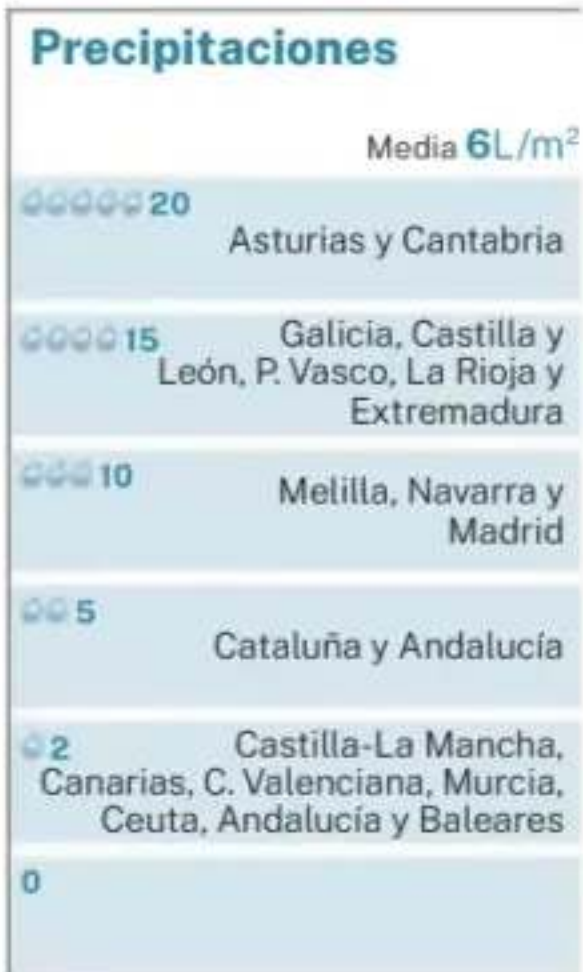 Precipitaciones
Media 6L/m²
20
Asturias y Cantabria
15 Galicia, Castilla y
León, P. Vasco, La Rioja y
Extremadura
10
Melilla, Navarra y
Madrid
5
Cataluña y Andalucía
2 Castilla-La Mancha,
Canarias, C. Valenciana, Murcia,
Ceuta, Andalucía y Baleares
0